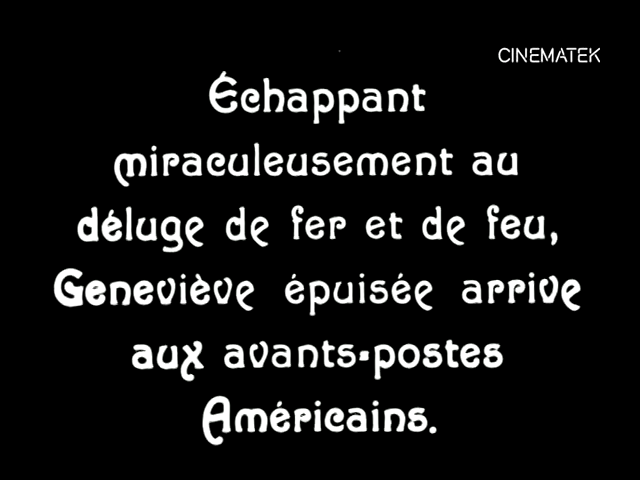 CINEMATEK
Échappant
miraculeusement au
déluge de fer et de feu,
Geneviève épuisée arrive
aux avants-postes
Américains.